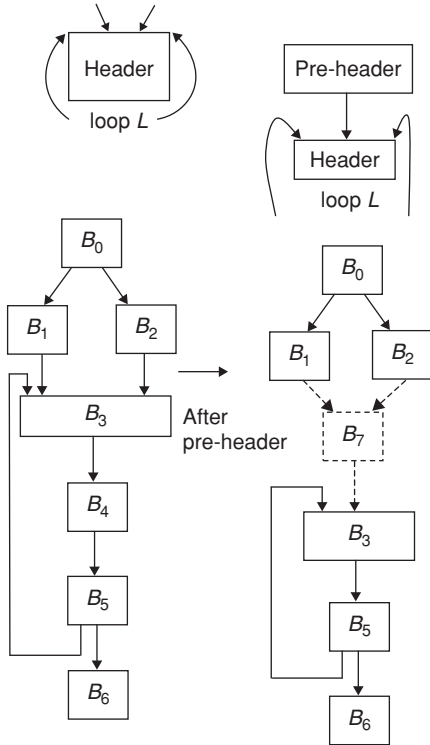 Header
loop L
Pre-header
Header
loop L
B0
B1
B2
B3
After
pre-header
B4
B5
B6
B0
B1
B2
B7
B3
B5
B6